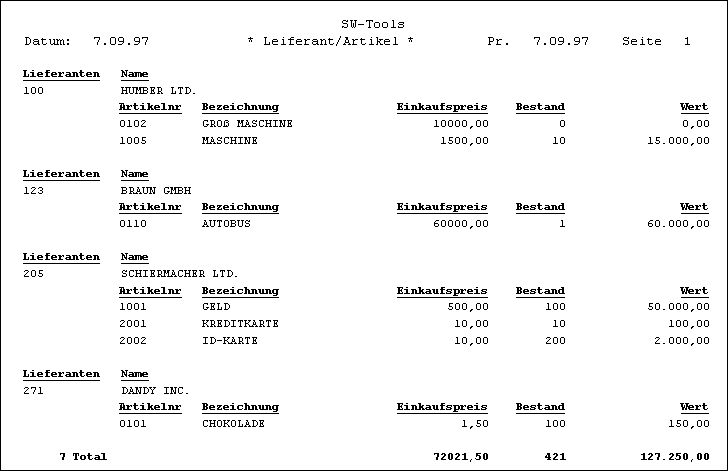 SW-Tools
Datum: 7.09.97 * Leiferant/Artikel * Pr. 7.09.97 Seite 1
Lieferanten Name
100 HUMBER LTD.
Artikelnr Bezeichnung Einkaufspreis Bestand Wert
0102 GROß MASCHINE 10000,00 0 0,00
1005 MASCHINE 1500,00 10 15.000,00
Lieferanten Name
123 BRAUN GMBH
Artikelnr Bezeichnung Einkaufspreis Bestand Wert
0110 AUTOBUS 60000,00 1 60.000,00
Lieferanten Name
205 SCHIERMACHER LTD.
Artikelnr Bezeichnung Einkaufspreis Bestand Wert
1001 GELD 500,00 100 50.000,00
2001 KREDITKARTE 10,00 10 100,00
2002 ID-KARTE 10,00 200 2.000,00
Lieferanten Name
271 DANDY INC.
Artikelnr Bezeichnung Einkaufspreis Bestand Wert
0101 CHOKOLADE 1,50 100 150,00
7 Total 72021,50 421 127.250,00